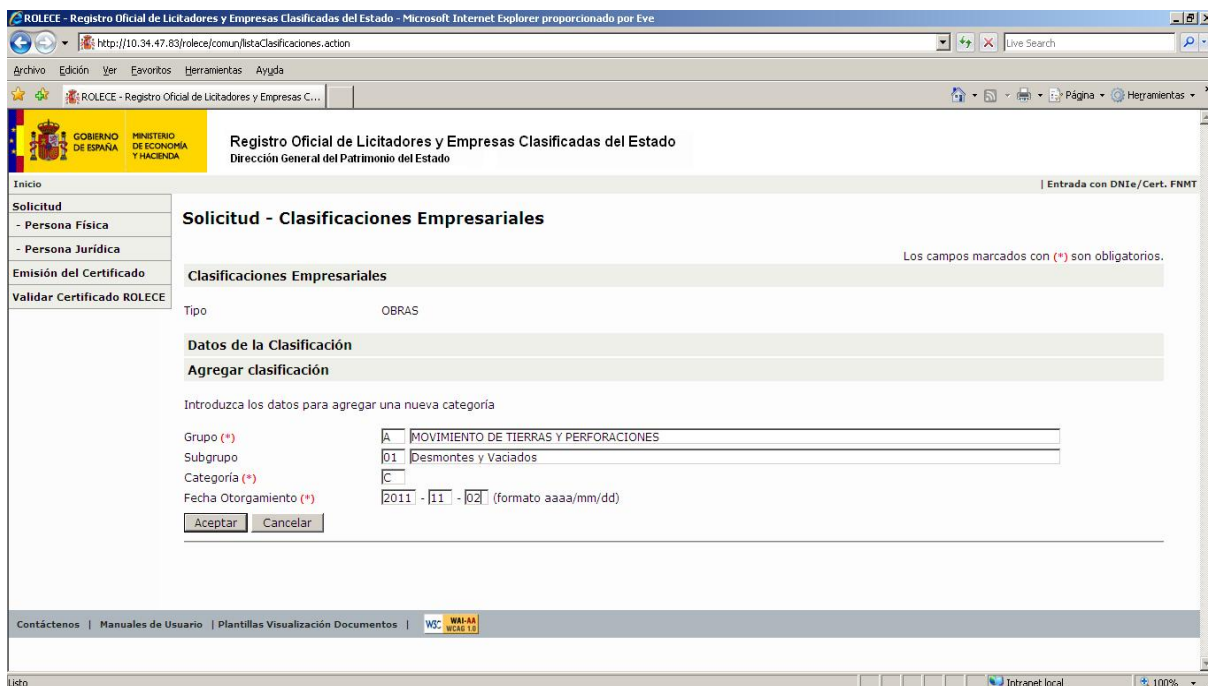 ROLECE - Registro Oficial de Licitadores y Empresas Clasificadas del Estado - Microsoft Internet Explorer proporcionado por Eve
http://10.34.47.83/rolece/comun/listaClasificaciones.action
Live Search
Archivo Edición Ver Favoritos Herramientas Ayuda
ROLECE - Registro Oficial de Licitadores y Empresas C...
Página Herramientas
GOBIERNO DE ESPAÑA
MINISTERIO DE ECONOMÍA Y HACIENDA
Registro Oficial de Licitadores y Empresas Clasificadas del Estado
Dirección General del Patrimonio del Estado
Inicio | Entrada con DNIe/Cert. FNMT
Solicitud
- Persona Física
- Persona Jurídica
Emisión del Certificado
Validar Certificado ROLECE
Solicitud - Clasificaciones Empresariales
Los campos marcados con (*) son obligatorios.
Clasificaciones Empresariales
Tipo OBRAS
Datos de la Clasificación
Agregar clasificación
Introduzca los datos para agregar una nueva categoría
Grupo (*) A MOVIMIENTO DE TIERRAS Y PERFORACIONES
Subgrupo 01 Desmontes y Vaciados
Categoría (*) C
Fecha Otorgamiento (*) 2011 - 11 - 02 (formato aaaa/mm/dd)
Aceptar Cancelar
Contáctenos | Manuales de Usuario | Plantillas Visualización Documentos | W3C WAI-AA WCAG 1.0
Listo Intranet local 100%